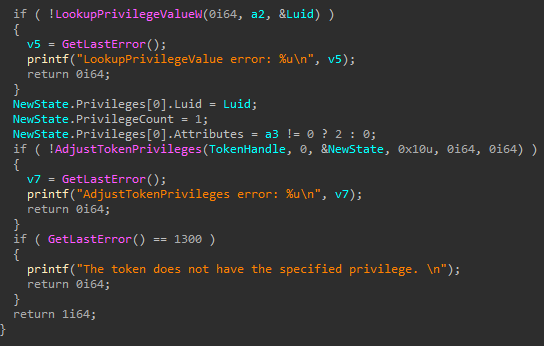 if ( !LookupPrivilegeValueW(0i64, a2, &Luid) )
{
v5 = GetLastError();
printf("LookupPrivilegeValue error: %u\n", v5);
return 0i64;
}
NewState.Privileges[0].Luid = Luid;
NewState.PrivilegeCount = 1;
NewState.Privileges[0].Attributes = a3 != 0 ? 2 : 0;
if ( !AdjustTokenPrivileges(TokenHandle, 0, &NewState, 0x10u, 0i64, 0i64) )
{
v7 = GetLastError();
printf("AdjustTokenPrivileges error: %u\n", v7);
return 0i64;
}
if ( GetLastError() == 1300 )
{
printf("The token does not have the specified privilege. \n");
return 0i64;
}
return 1i64;
}